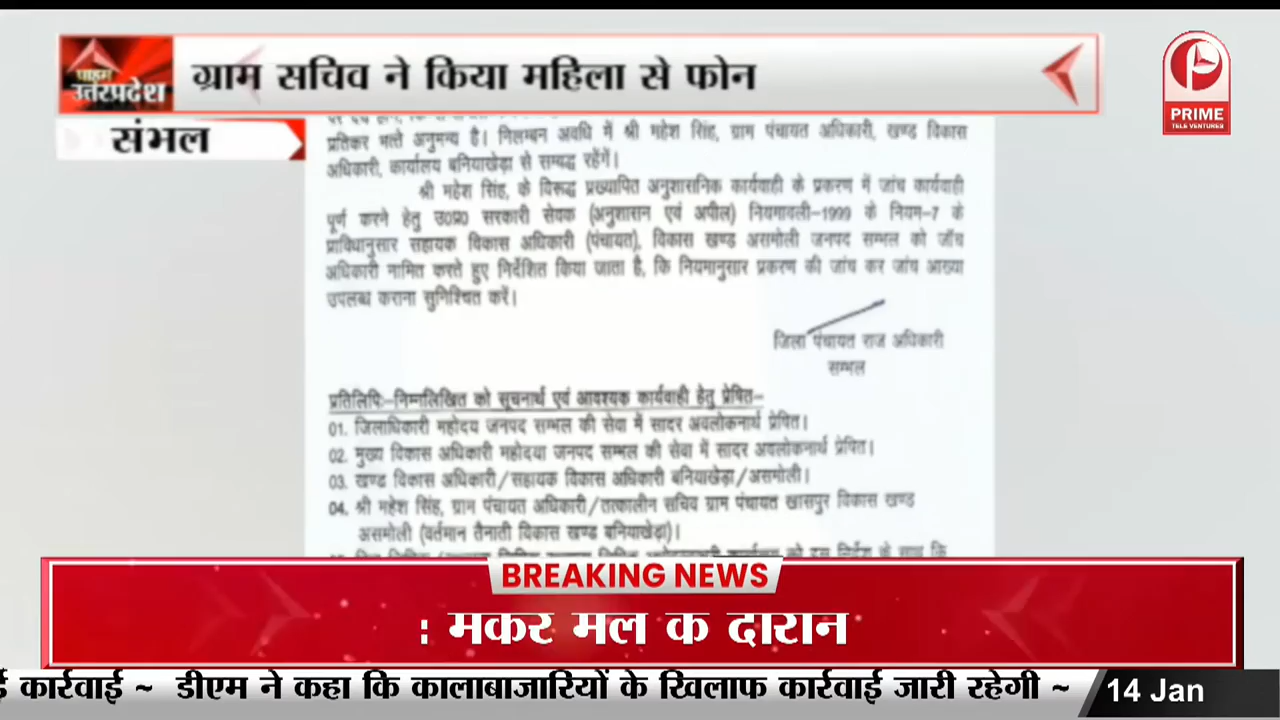 प्राइम
उत्तरप्रदेश
ग्राम सचिव ने किया महिला से फोन
PRIME
TELE VENTURES
संभल
प्रतिकर भत्ते अनुमन्य है। निलम्बन अवधि में श्री महेश सिंह, ग्राम पंचायत अधिकारी, खण्ड विकास
अधिकारी, कार्यालय बनियाखेड़ा से सम्बद्ध रहेंगें।
श्री महेश सिंह, के विरूद्ध प्रख्यापित अनुशासनिक कार्यवाही के प्रकरण में जांच कार्यवाही
पूर्ण करने हेतु उ0प्र0 सरकारी सेवक (अनुशासन एवं अपील) नियमावली-1999 के नियम-7 के
प्राविधानुसार सहायक विकास अधिकारी (पंचायत), विकास खण्ड असमोली जनपद सम्भल को जॉच
अधिकारी नामित करते हुए निर्देशित किया जाता है, कि नियमानुसार प्रकरण की जांच कर जांच आख्या
उपलब्ध कराना सुनिश्चित करें।
जिला पंचायत राज अधिकारी
सम्भल
प्रतिलिपिः-निम्नलिखित को सूचनार्थ एवं आवश्यक कार्यवाही हेतु प्रेषित-
01. जिलाधिकारी महोदय जनपद सम्भल की सेवा में सादर अवलोकनार्थ प्रेषित।
02. मुख्य विकास अधिकारी महोदया जनपद सम्भल की सेवा में सादर अवलोकनार्थ प्रेषित।
03. खण्ड विकास अधिकारी/सहायक विकास अधिकारी बनियाखेड़ा/असमोली।
04. श्री महेश सिंह, ग्राम पंचायत अधिकारी/तत्कालीन सचिव ग्राम पंचायत खासपुर विकास खण्ड
असमोली (वर्तमान तैनाती विकास खण्ड बनियाखेड़ा)।
BREAKING NEWS
: मकर मल क दारान
ई कार्रवाई ~ डीएम ने कहा कि कालाबाजारियों के खिलाफ कार्रवाई जारी रहेगी ~
14 Jan